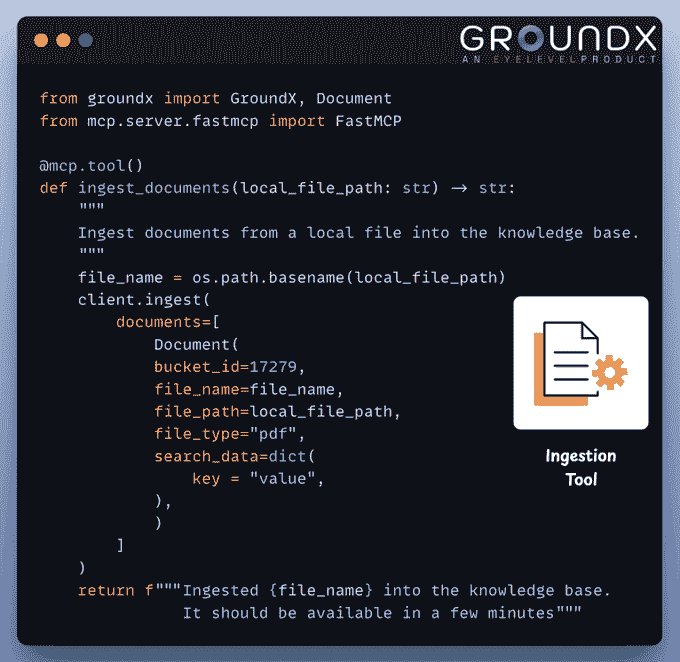 GROUNDX
AN EYELEVELPRODUCT
from groundx import GroundX, Document
from mcp.server.fastmcp import FastMCP

@mcp.tool()
def ingest_documents(local_file_path: str) → str:
    """
    Ingest documents from a local file into the knowledge base.
    """
    file_name = os.path.basename(local_file_path)
    client.ingest(
        documents=[
            Document(
            bucket_id=17279,
            file_name=file_name,
            file_path=local_file_path,
            file_type="pdf",
            search_data=dict(
                key = "value",
            ),
            )
        ]
    )
    return f"""Ingested {file_name} into the knowledge base.
               It should be available in a few minutes"""
Ingestion
Tool